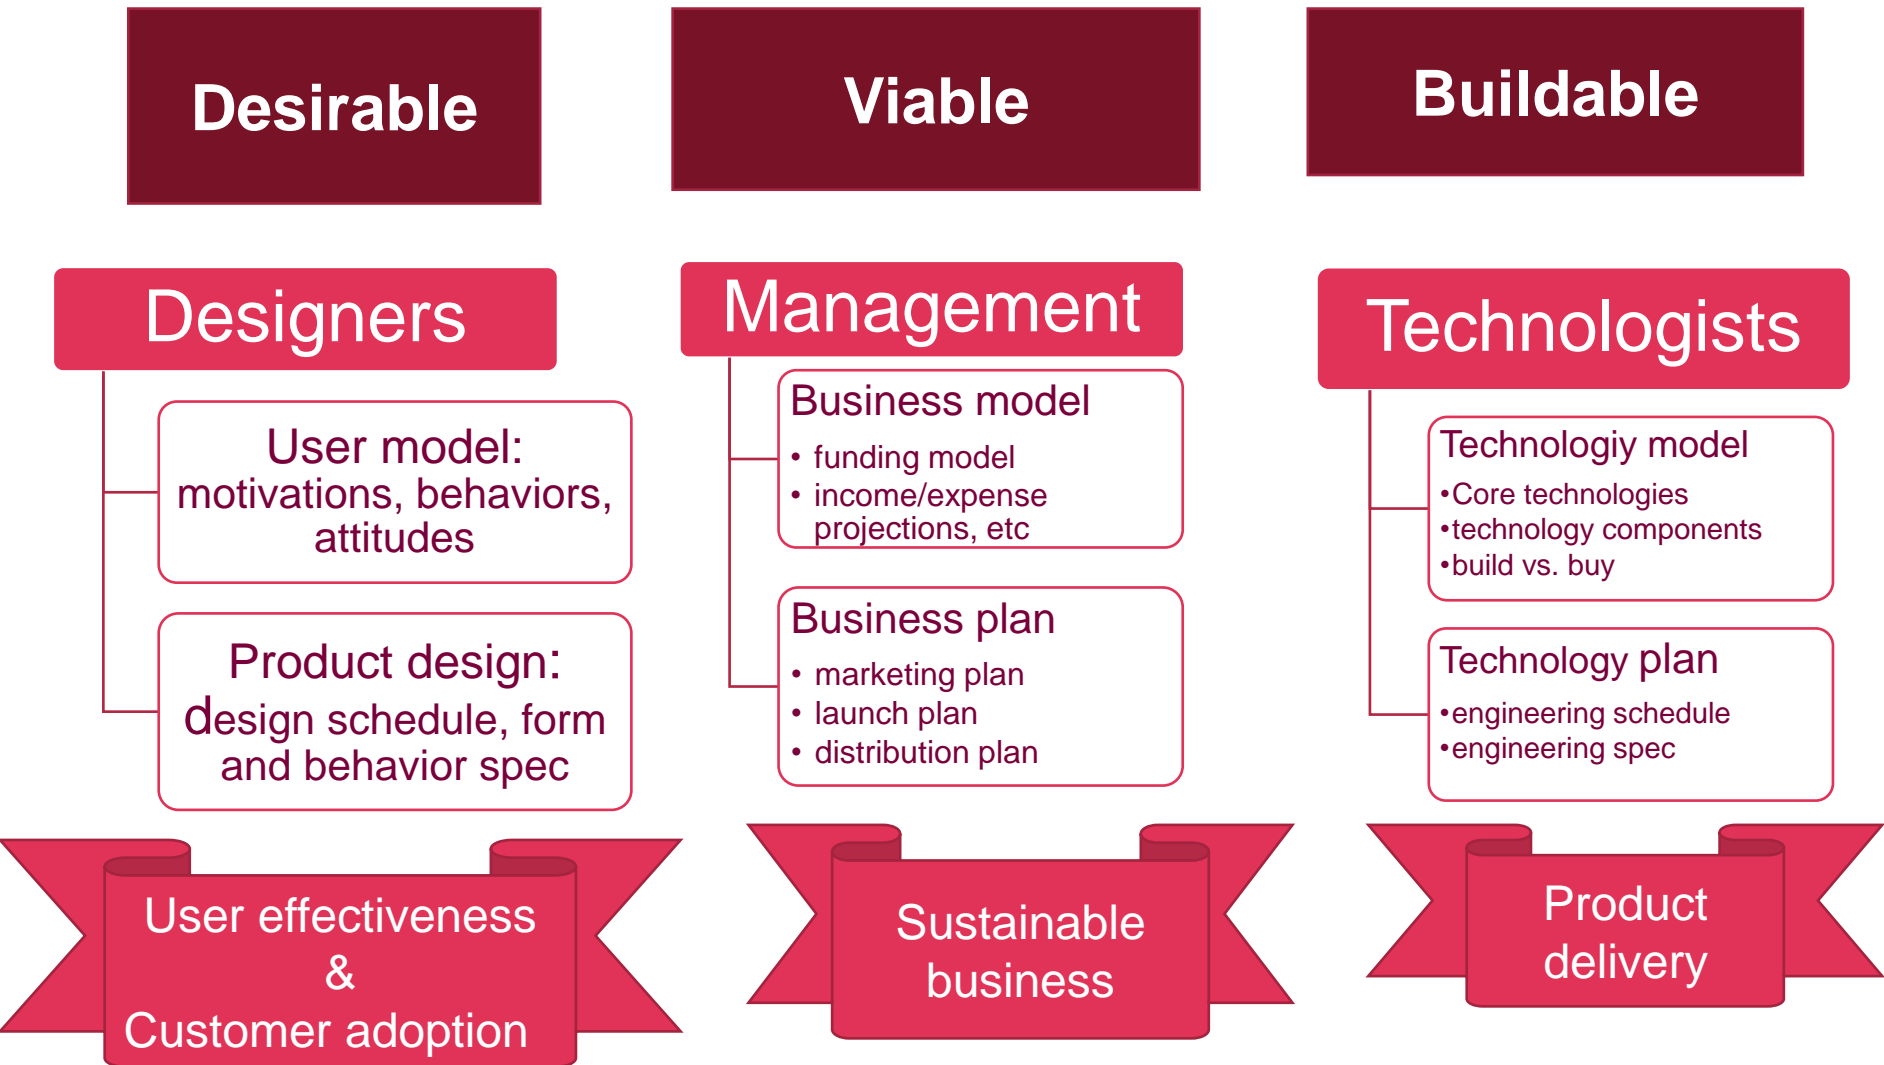 Desirable
Viable
Buildable
Designers
User model:
motivations, behaviors,
attitudes
Product design:
design schedule, form
and behavior spec
User effectiveness
&
Customer adoption
Management
Business model
• funding model
• income/expense
projections, etc
Business plan
• marketing plan
• launch plan
• distribution plan
Sustainable
business
Technologists
Technologiy model
•Core technologies
•technology components
•build vs. buy
Technology plan
•engineering schedule
•engineering spec
Product
delivery